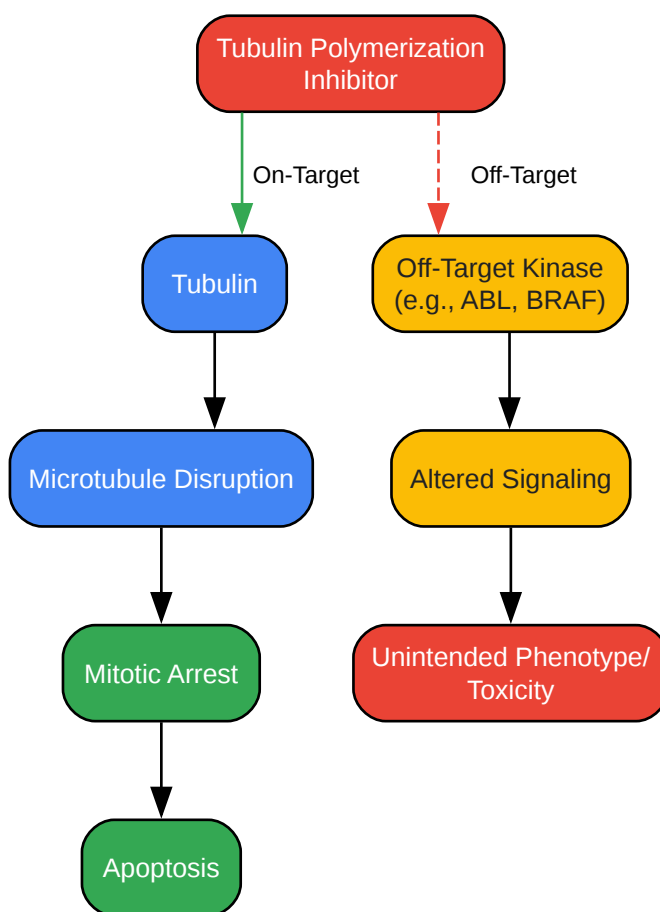 Tubulin Polymerization
Inhibitor
On-Target
Off-Target
Tubulin
Off-Target Kinase
(e.g., ABL, BRAF)
Microtubule Disruption
Altered Signaling
Mitotic Arrest
Unintended Phenotype/
Toxicity
Apoptosis